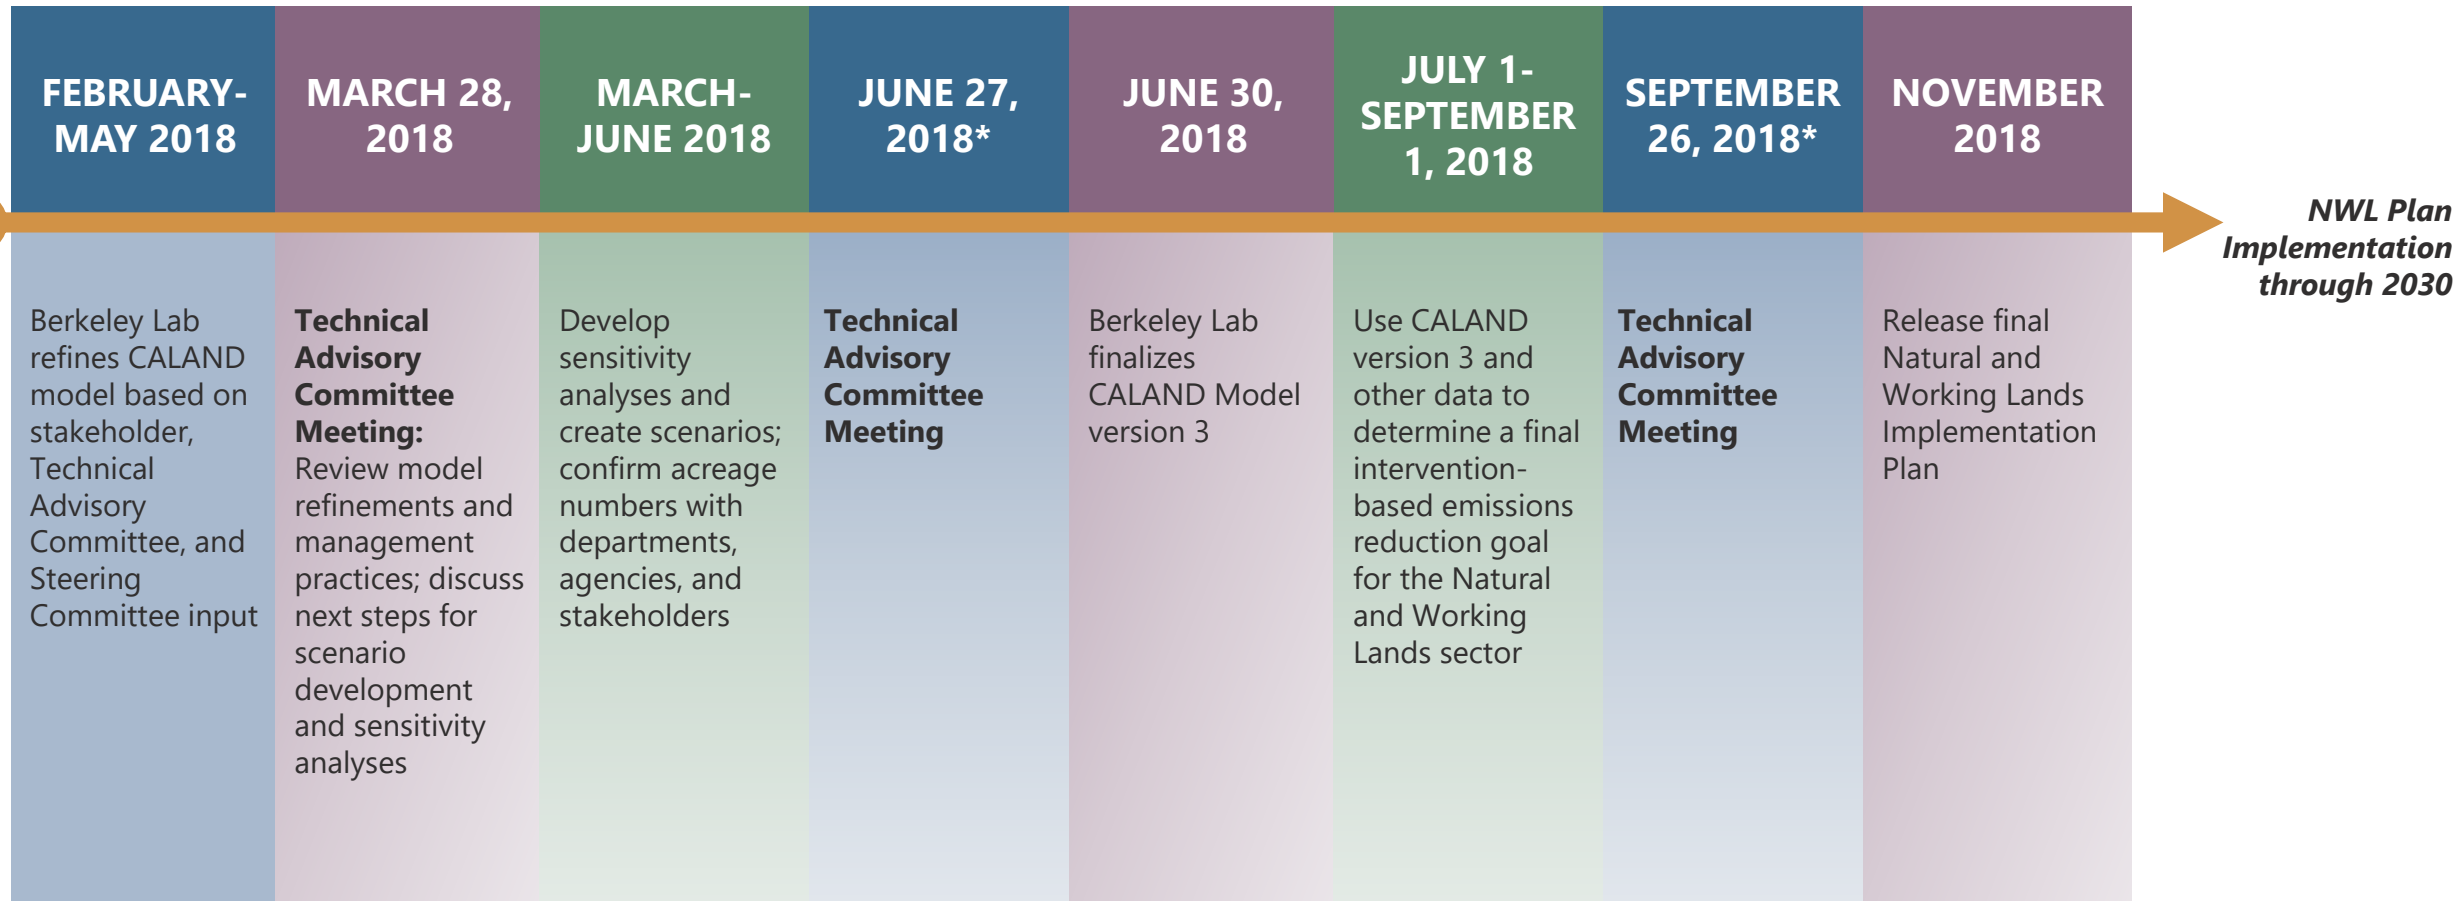 FEBRUARY-
MAY 2018
Berkeley Lab
refines CALAND
model based on
stakeholder,
Technical
Advisory
Committee, and
Steering
Committee input
MARCH 28,
2018
Technical
Advisory
Committee
Meeting:
Review model
refinements and
management
practices; discuss
next steps for
scenario
development
and sensitivity
analyses
MARCH-
JUNE 2018
Develop
sensitivity
analyses and
create scenarios;
confirm acreage
numbers with
departments,
agencies, and
stakeholders
JUNE 27,
2018*
Technical
Advisory
Committee
Meeting
JUNE 30,
2018
Berkeley Lab
finalizes
CALAND Model
version 3
JULY 1-
SEPTEMBER
1, 2018
Use CALAND
version 3 and
other data to
determine a final
intervention-
based emissions
reduction goal
for the Natural
and Working
Lands sector
SEPTEMBER
26, 2018*
Technical
Advisory
Committee
Meeting
NOVEMBER
2018
Release final
Natural and
Working Lands
Implementation
Plan
NWL Plan
Implementation
through 2030